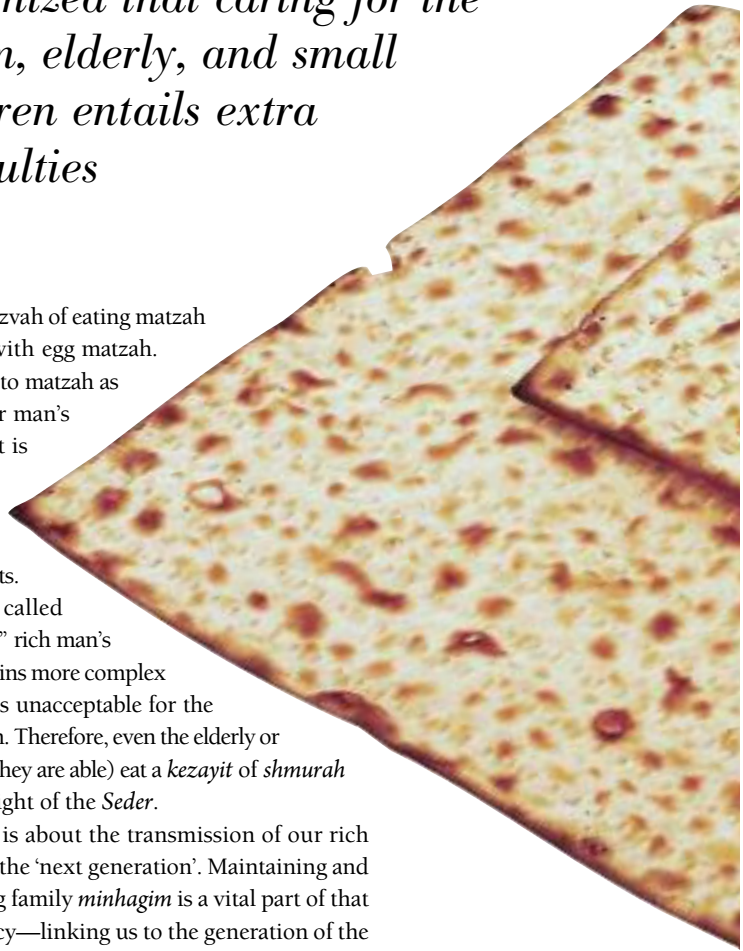 nized that caring for the
n, elderly, and small
ren entails extra
ulties
zvah of eating matzah
with egg matzah.
to matzah as
r man's
t is
ts.
called
” rich man's
ins more complex
s unacceptable for the
n. Therefore, even the elderly or
hey are able) eat a kezayit of shmurah
ight of the Seder.
is about the transmission of our rich
the ‘next generation’. Maintaining and
g family minhagim is a vital part of that
cy—linking us to the generation of the